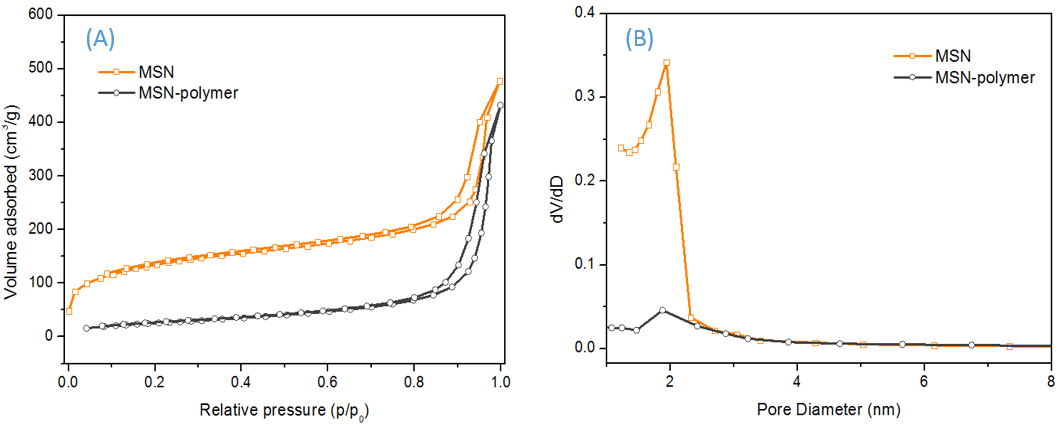 (A)
MSN
MSN-polymer
Volume adsorbed (cm³/g)
600
500
400
300
200
100
0
0.0 0.2 0.4 0.6 0.8 1.0
Relative pressure (p/p₀)
(B)
MSN
MSN-polymer
dV/dD
0.4
0.3
0.2
0.1
0.0
2 4 6 8
Pore Diameter (nm)